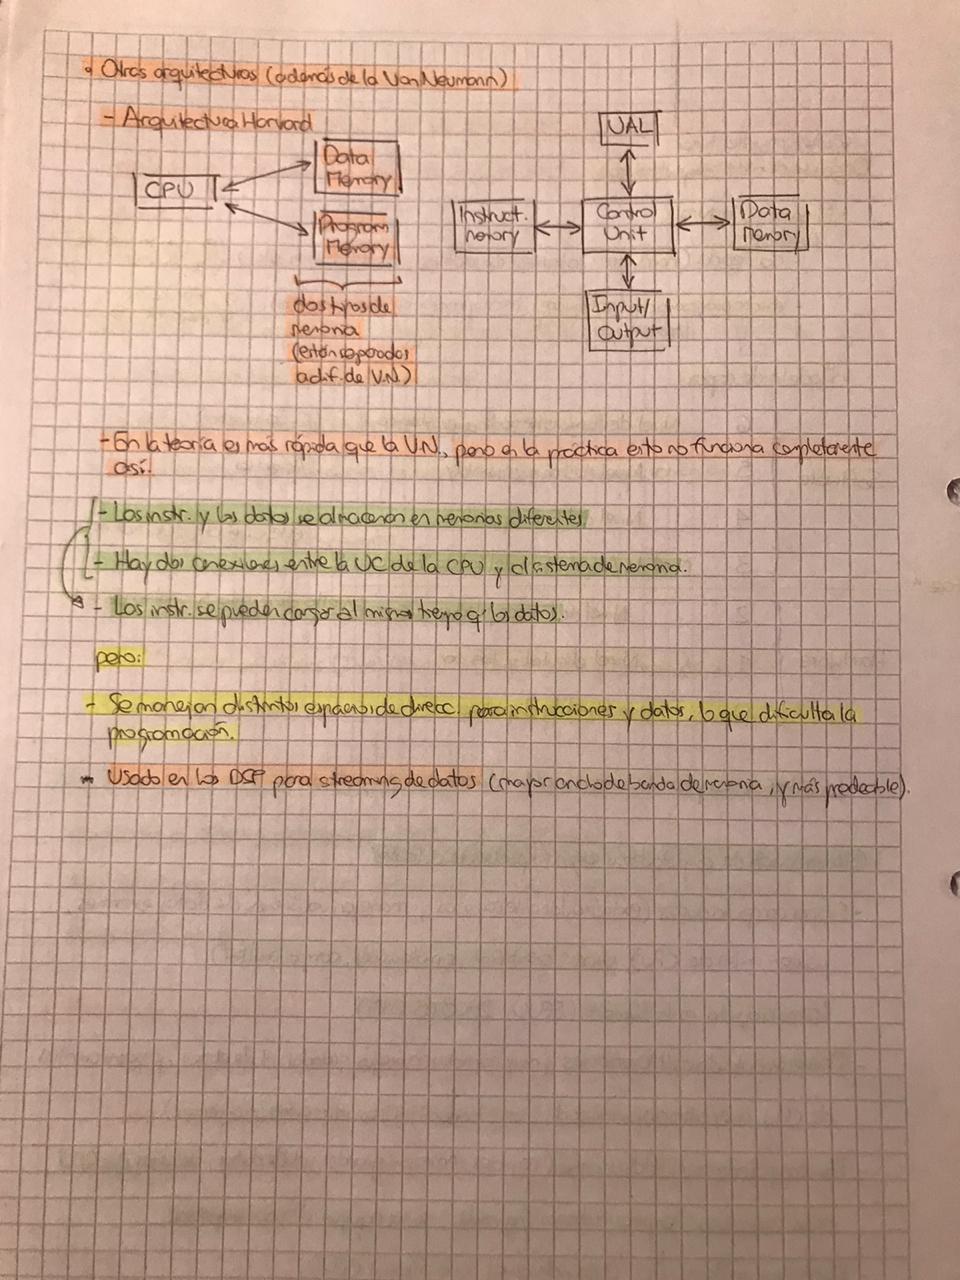 • Otras arquitecturas (además de la Von Neumann)
- Arquitectura Harvard
CPU
Data
Memory
Program
Memory
dos tipos de
memoria
(están separadas
a dif. de V.N.)
UAL
Instruct.
memory
Control
Unit
Data
memory
Input/
Output
- En la teoría es más rápida que la V.N., pero en la práctica esto no funciona completamente
así.
- Las instr. y los datos se almacenan en memorias diferentes.
- Hay dos conexiones entre la UC de la CPU y el sistema de memoria.
- Las instr. se pueden cargar al mismo tiempo q' los datos.
pero:
- Se manejan distintos espacios de direcc. para instrucciones y datos, lo que dificulta la
programación.
- Usado en los DSP para streaming de datos (mayor ancho de banda de memoria, y más predecible).